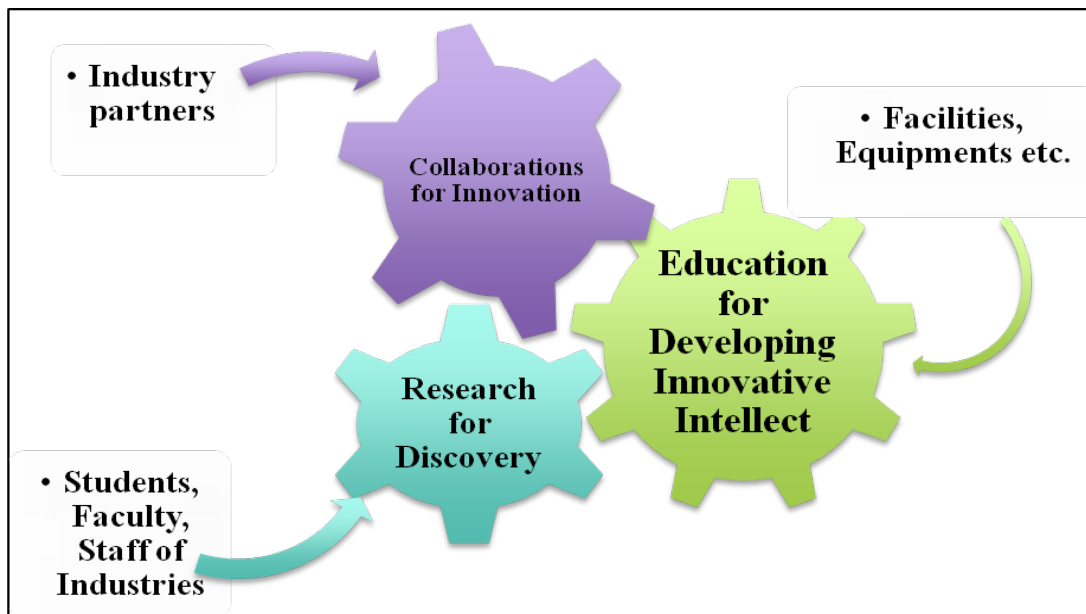 • Industry
partners
Collaborations
for Innovation
• Facilities,
Equipments etc.
Education
for
Developing
Innovative
Intellect
Research
for
Discovery
• Students,
Faculty,
Staff of
Industries